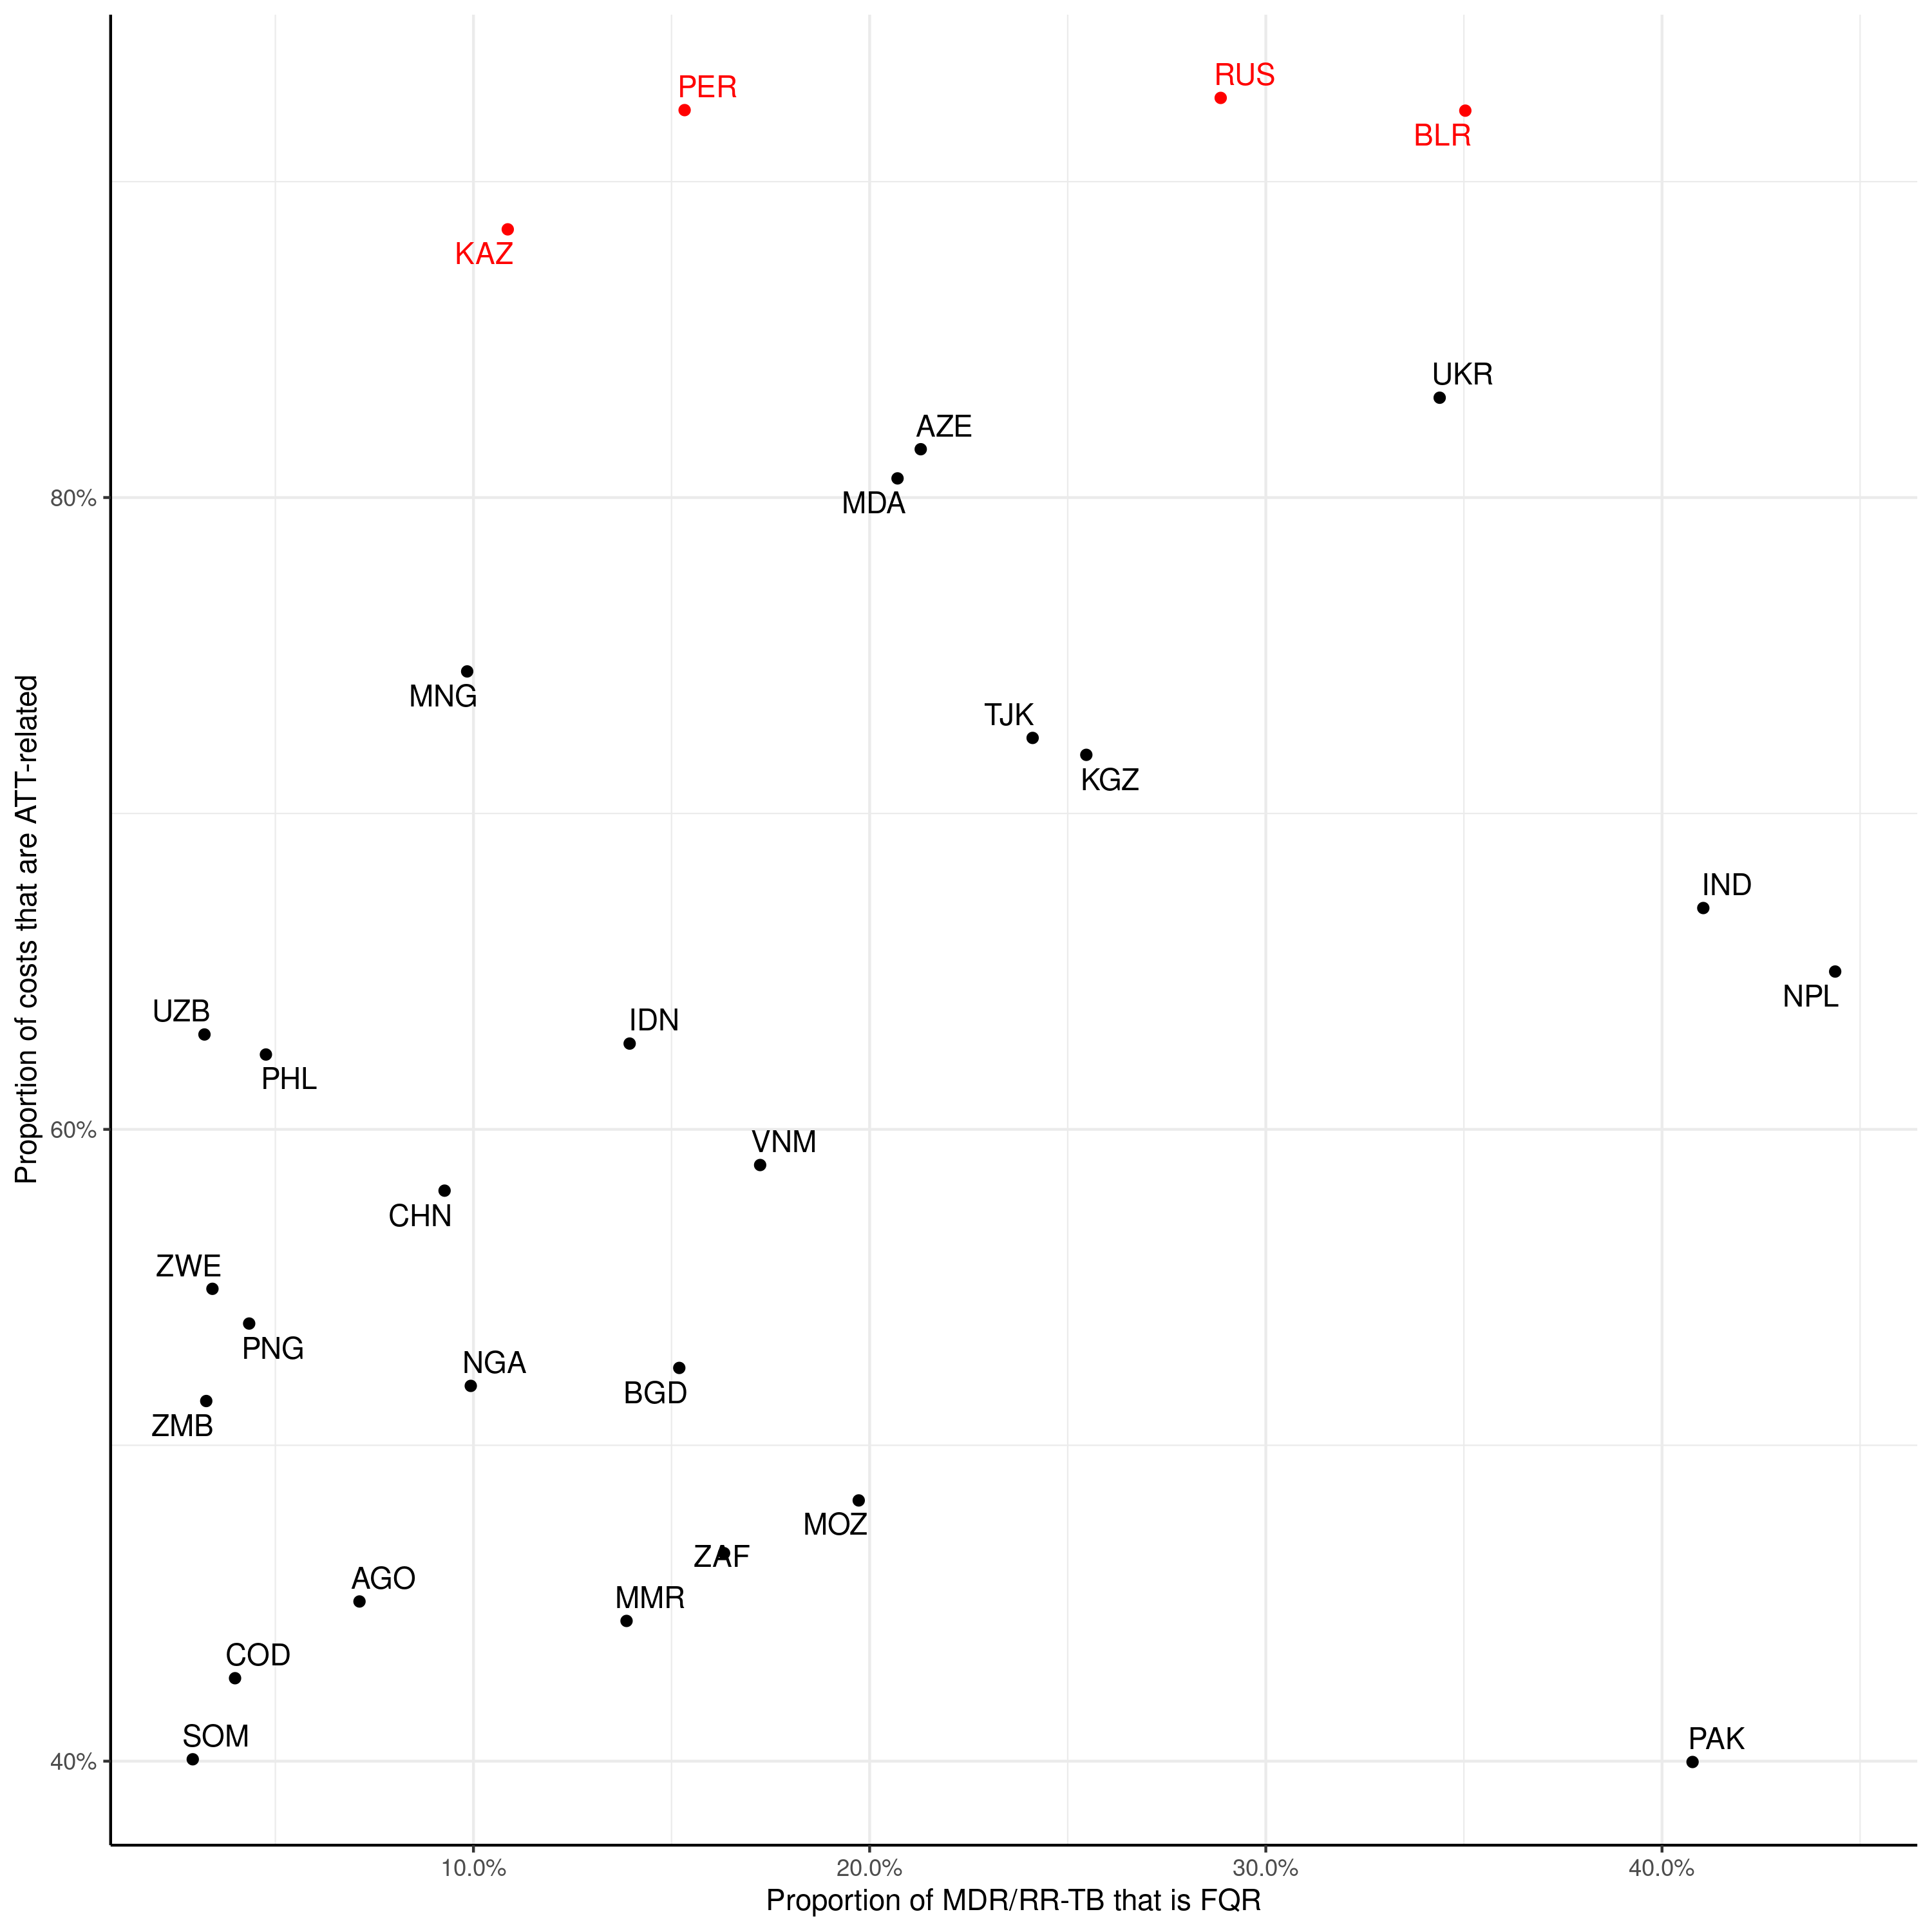 RUS
PER
BLR
KAZ
UKR
AZE
80%
MDA
MNG
TJK
KGZ
IND
NPL
UZB
IDN
PHL
60%
VNM
CHN
ZWE
PNG
NGA
BGD
ZMB
MOZ
ZAF
AGO
MMR
COD
SOM
PAK
40%
10.0% 20.0% 30.0% 40.0%
Proportion of MDR/RR-TB that is FQR
Proportion of costs that are ATT-related